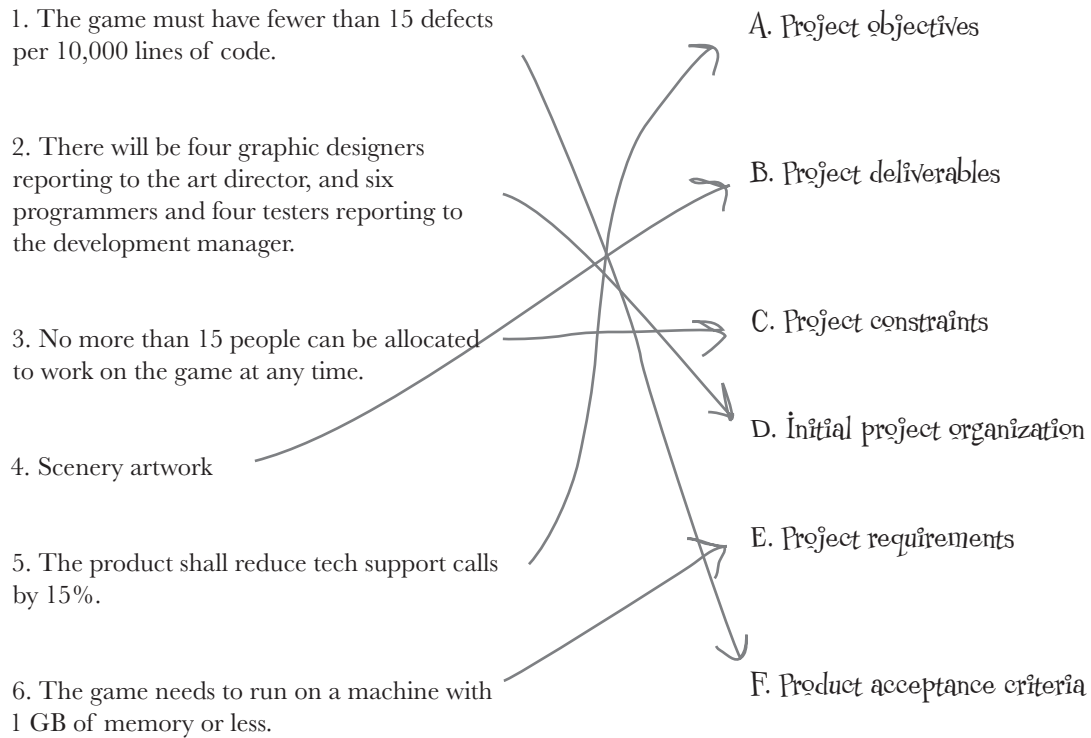 1. The game must have fewer than 15 defects
per 10,000 lines of code.
2. There will be four graphic designers
reporting to the art director, and six
programmers and four testers reporting to
the development manager.
3. No more than 15 people can be allocated
to work on the game at any time.
4. Scenery artwork
5. The product shall reduce tech support calls
by 15%.
6. The game needs to run on a machine with
1 GB of memory or less.
A. Project objectives
B. Project deliverables
C. Project constraints
D. Initial project organization
E. Project requirements
F. Product acceptance criteria